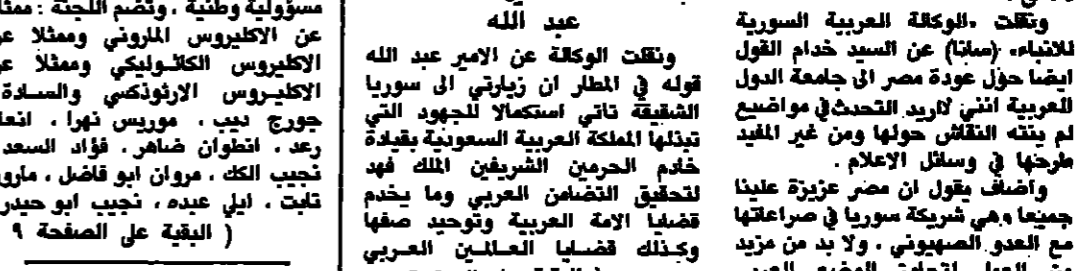 ونقلت «الوكالة العربية السورية
للانباء» (سانا) عن السيد خدام القول
ايضا حول عودة مصر الى جامعة الدول
العربية انني لاريد التحدث في مواضيع
لم ينته النقاش حولها ومن غير المفيد
طرحها في وسائل الاعلام .
واضاف يقول ان مصر عزيزة علينا
جميعا وهي شريكة سوريا في صراعاتها
مع العدو الصهيوني . ولا بد من مزيد
عبد الله
ونقلت الوكالة عن الامير عبد الله
قوله في المطار ان زيارتي الى سوريا
الشقيقة تاتي استكمالا للجهود التي
تبذلها المملكة العربية السعودية بقيادة
خادم الحرمين الشريفين الملك فهد
لتحقيق التضامن العربي وما يخدم
قضايا الامة العربية وتوحيد صفها
وكذلك قضايا العالمين العربي
مسؤولية وطنية . وتضم اللجنة :
عن الاكليروس الماروني وممثلا
الاكليروس الكاثوليكي وممثلا
الاكليروس الارثوذكسي والسادة
جورج ديب . موريس نهرا .
رعد . انطوان ضاهر . فؤاد السعد
نجيب الكك . مروان ابو فاضل .
تابت . ايلي عبده . نجيب ابو حيدر
( البقية على الصفحة ٩